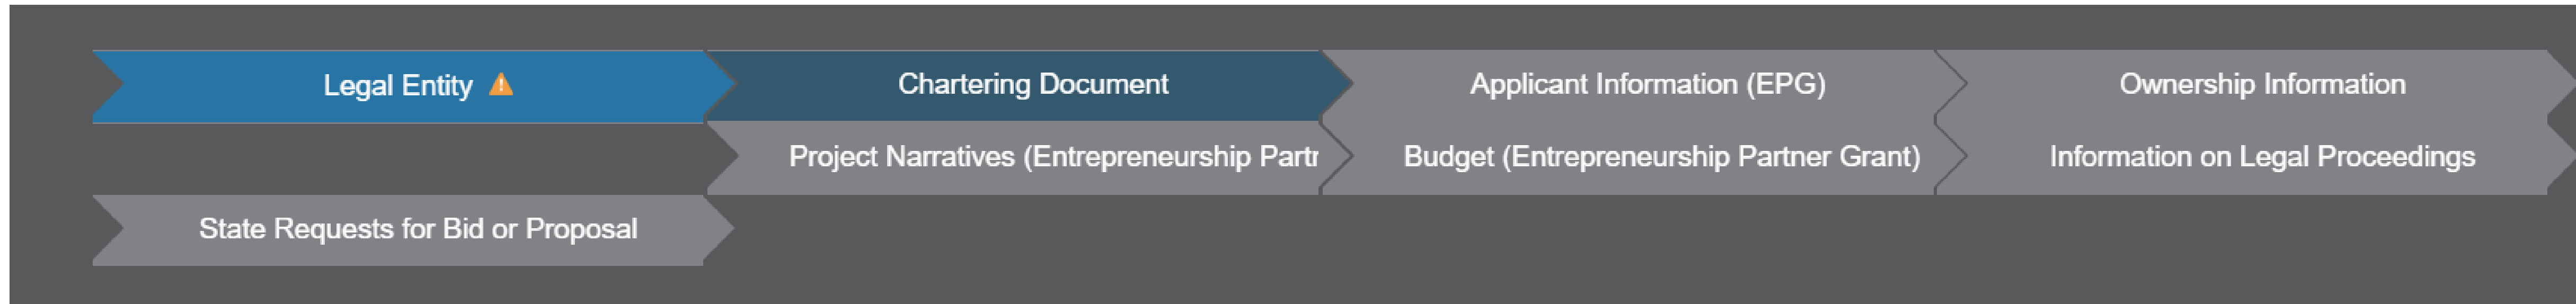 Legal Entity
Chartering Document
Applicant Information (EPG)
Ownership Information
Project Narratives (Entrepreneurship Partr
Budget (Entrepreneurship Partner Grant)
Information on Legal Proceedings
State Requests for Bid or Proposal